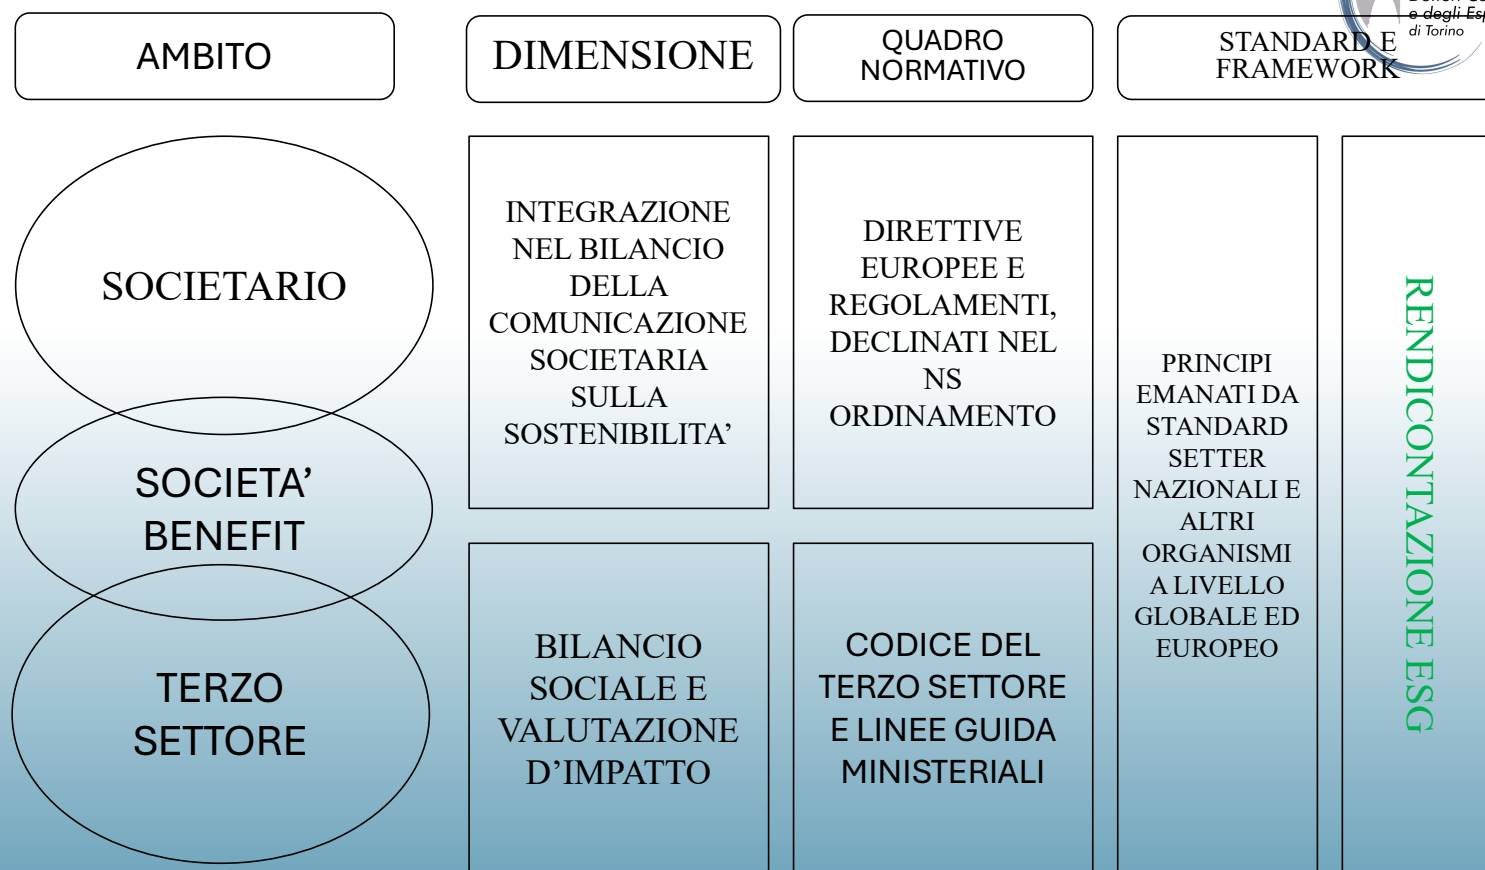 AMBITO
DIMENSIONE
QUADRO
NORMATIVO
STANDARD E
FRAMEWORK
e degli Esp
di Torino
SOCIETARIO
SOCIETA’
BENEFIT
TERZO
SETTORE
INTEGRAZIONE
NEL BILANCIO
DELLA
COMUNICAZIONE
SOCIETARIA
SULLA
SOSTENIBILITA’
BILANCIO
SOCIALE E
VALUTAZIONE
D’IMPATTO
DIRETTIVE
EUROPEE E
REGOLAMENTI,
DECLINATI NEL
NS
ORDINAMENTO
CODICE DEL
TERZO SETTORE
E LINEE GUIDA
MINISTERIALI
PRINCIPI
EMANATI DA
STANDARD
SETTER
NAZIONALI E
ALTRI
ORGANISMI
A LIVELLO
GLOBALE ED
EUROPEO
RENDICONTAZIONE ESG